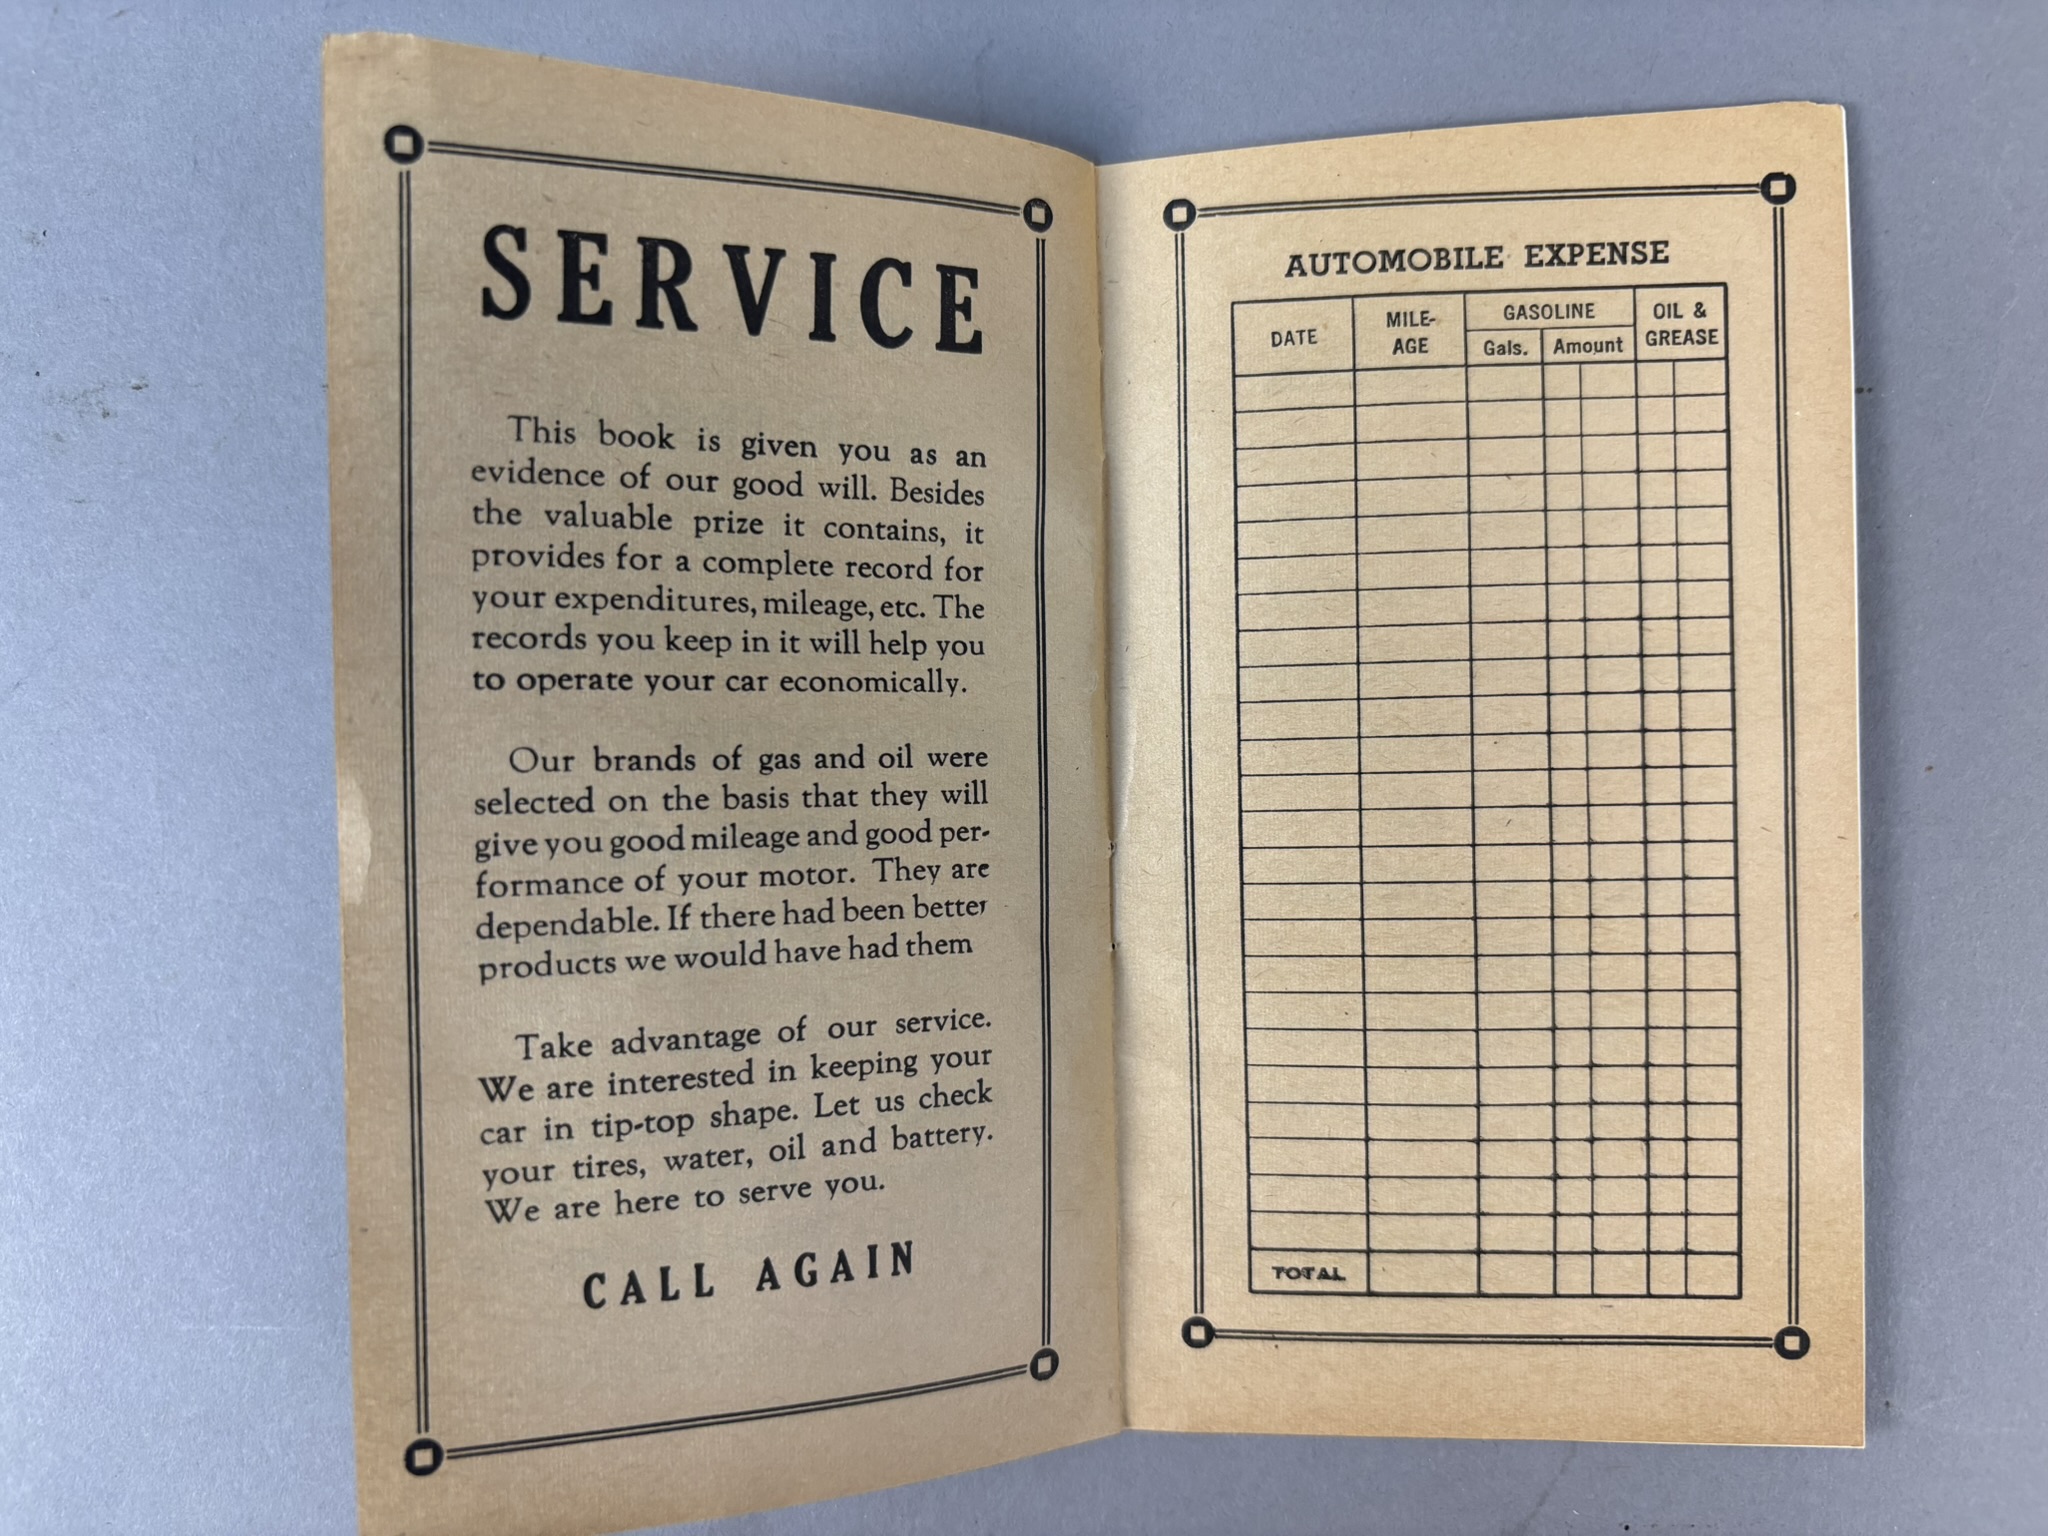 SERVICE
This book is given you as an
evidence of our good will. Besides
the valuable prize it contains, it
provides for a complete record for
your expenditures, mileage, etc. The
records you keep in it will help you
to operate your car economically.
Our brands of gas and oil were
selected on the basis that they will
give you good mileage and good per-
formance of your motor. They are
dependable. If there had been better
products we would have had them
Take advantage of our service.
We are interested in keeping your
car in tip-top shape. Let us check
your tires, water, oil and battery.
We are here to serve you.
CALL AGAIN
AUTOMOBILE EXPENSE
DATE
MILE-
AGE
GASOLINE
Gals.
Amount
OIL &
GREASE
TOTAL